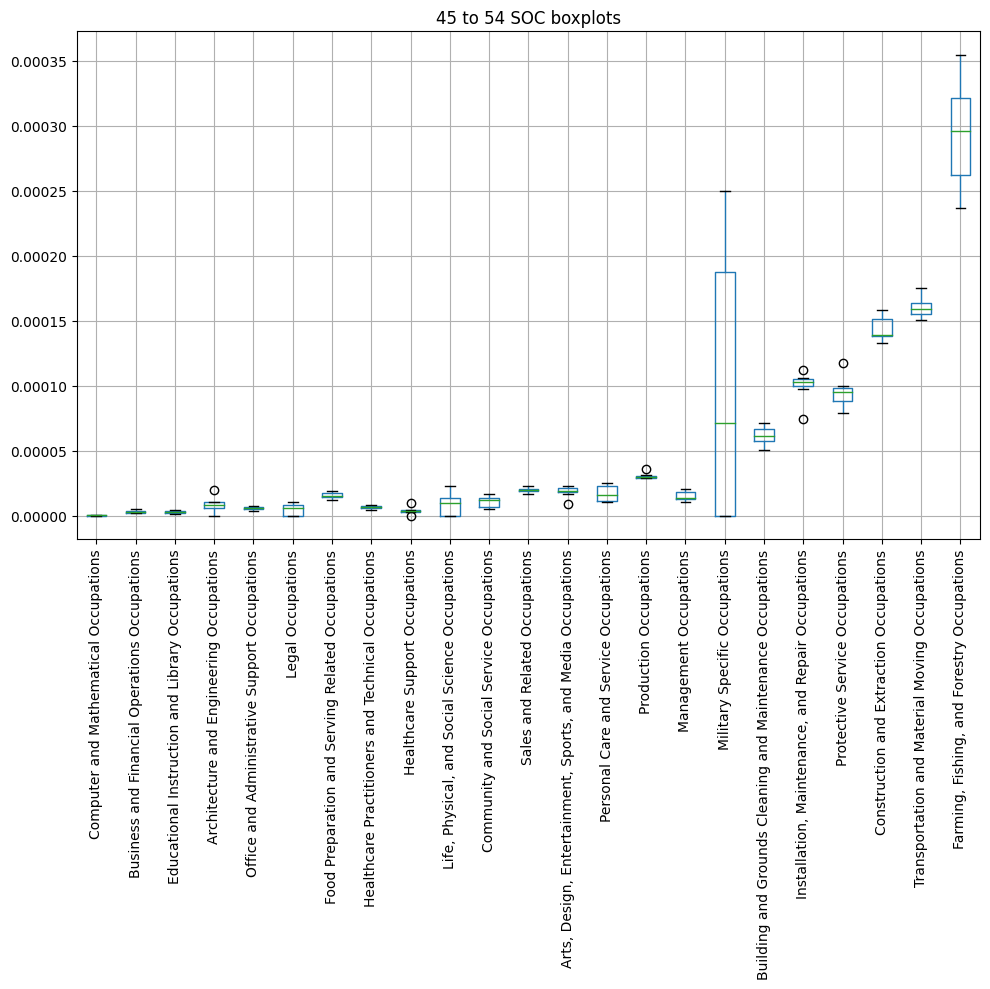 45 to 54 SOC boxplots
0.00035
0.00030
0.00025
0.00020
0.00015
0.00010
0.00005
0.00000
Computer and Mathematical Occupations
Business and Financial Operations Occupations
Educational Instruction and Library Occupations
Architecture and Engineering Occupations
Office and Administrative Support Occupations
Legal Occupations
Food Preparation and Serving Related Occupations
Healthcare Practitioners and Technical Occupations
Healthcare Support Occupations
Life, Physical, and Social Science Occupations
Community and Social Service Occupations
Sales and Related Occupations
Arts, Design, Entertainment, Sports, and Media Occupations
Personal Care and Service Occupations
Production Occupations
Management Occupations
Military Specific Occupations
Building and Grounds Cleaning and Maintenance Occupations
Installation, Maintenance, and Repair Occupations
Protective Service Occupations
Construction and Extraction Occupations
Transportation and Material Moving Occupations
Farming, Fishing, and Forestry Occupations